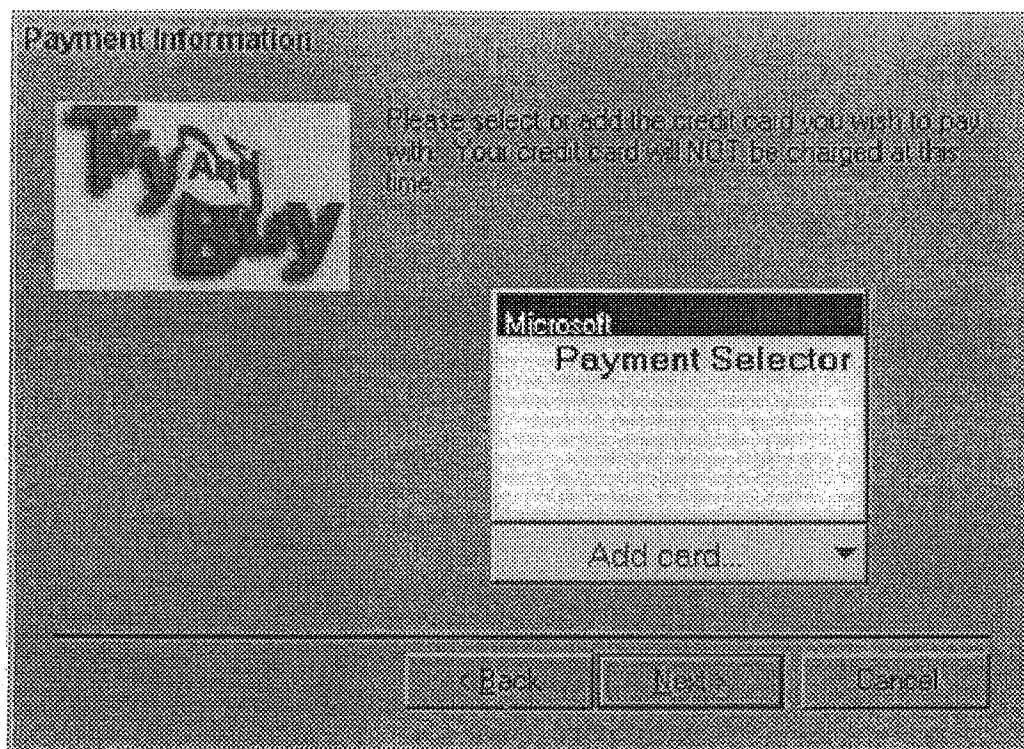 Payment Information
Try And Buy
Please select or add the credit card you wish to pay
with. Your credit card will NOT be charged at this
time.
Microsoft
Payment Selector
Add card...
< Back
Next >
Cancel